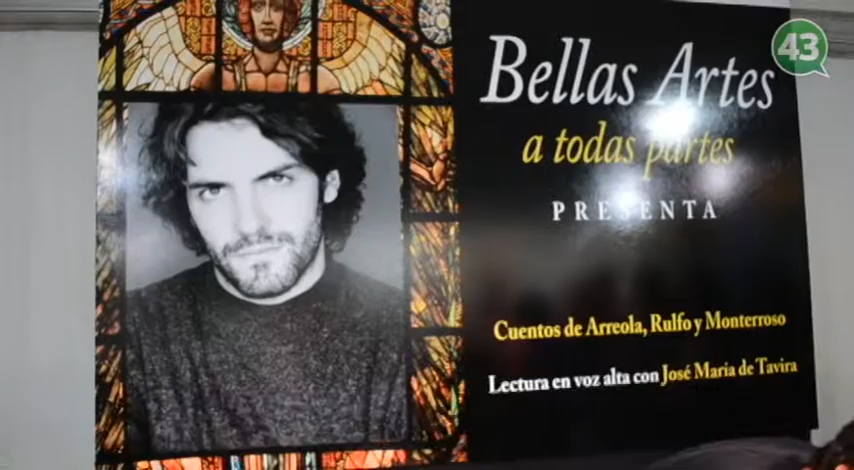 43
Bellas Artes
a todas partes
PRESENTA
Cuentos de Arreola, Rulfo y Monterroso
Lectura en voz alta con José María de Tavira